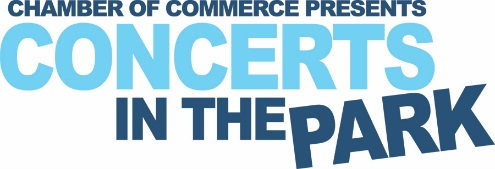 CHAMBER OF COMMERCE PRESENTS
CONCERTS
IN THE PARK